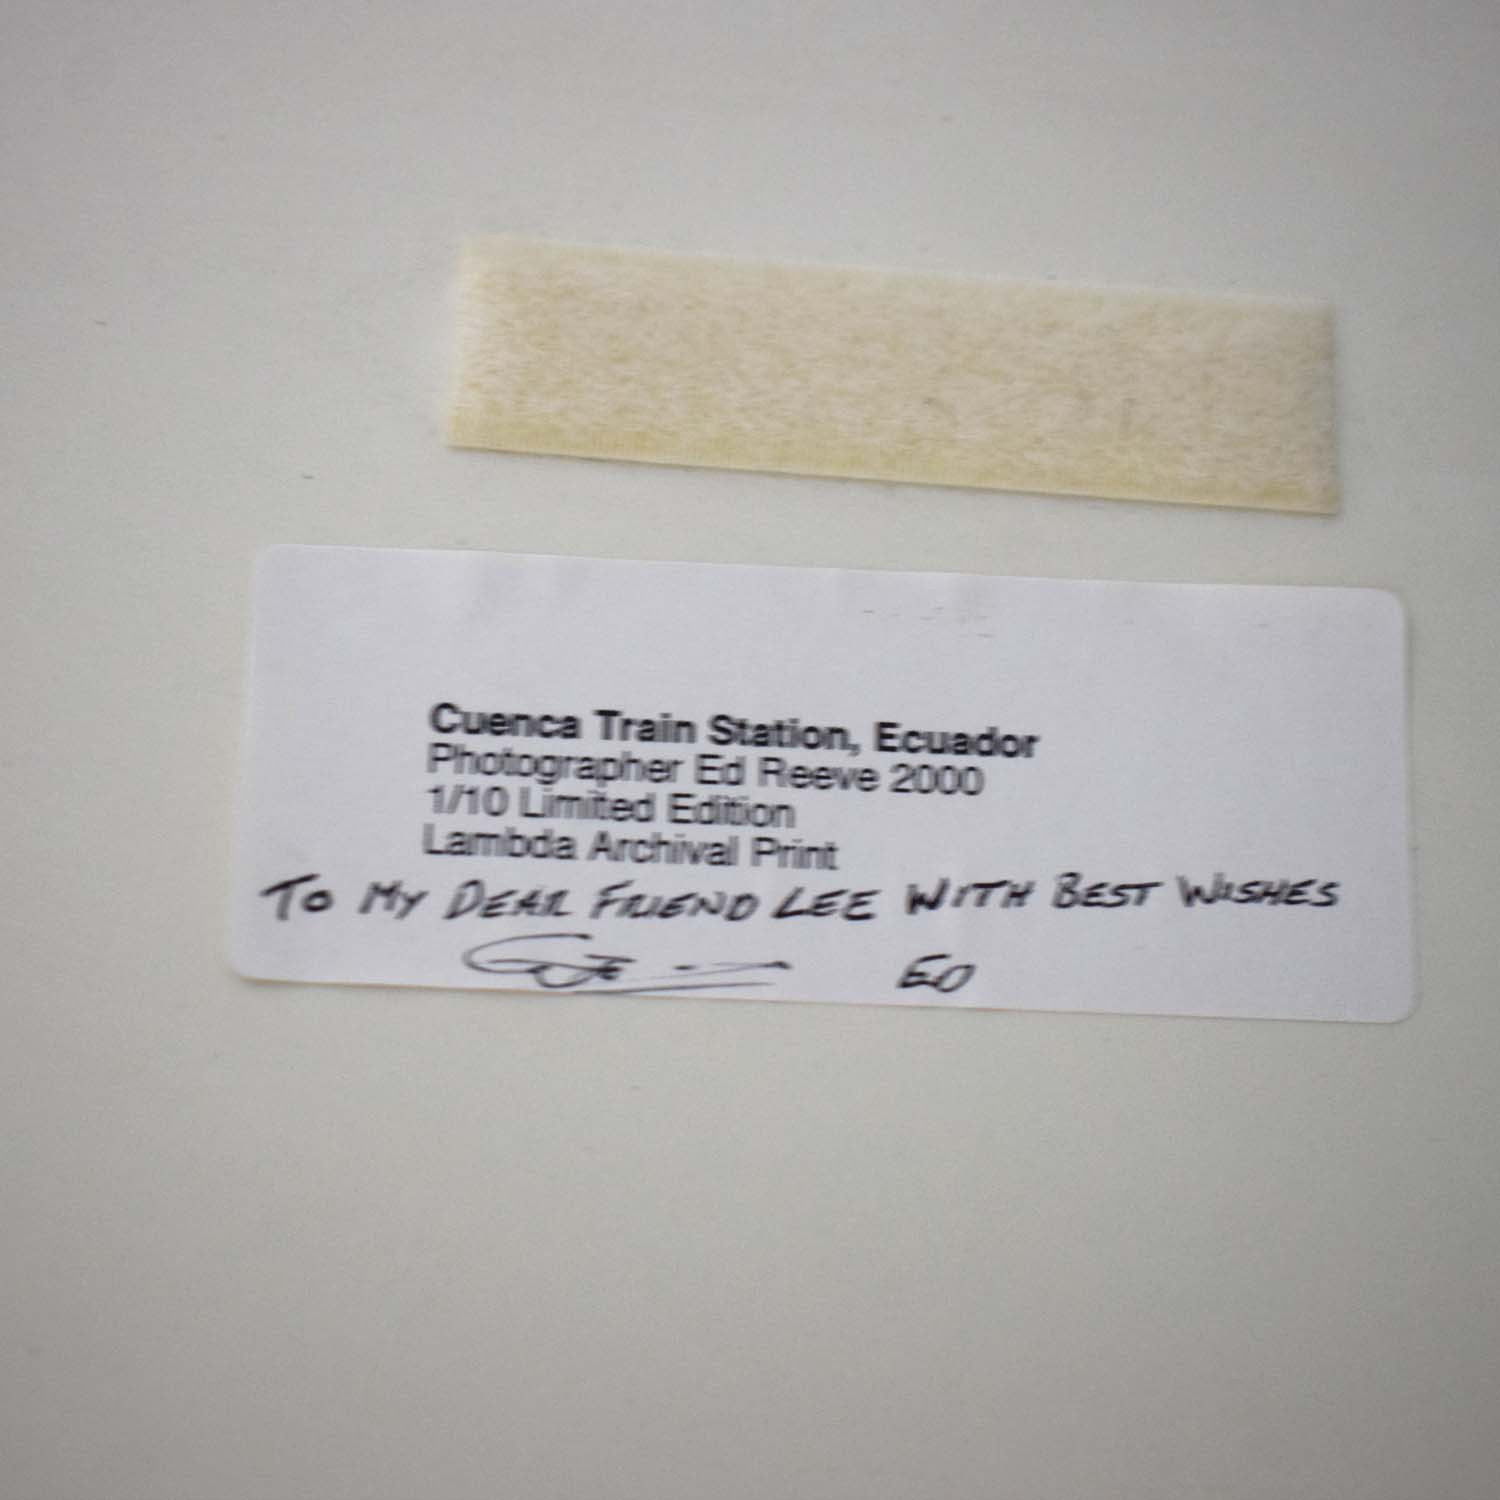 Cuenca Train Station, Ecuador
Photographer Ed Reeve 2000
1/10 Limited Edition
Lambda Archival Print
TO MY DEAR FRIEND LEE WITH BEST WISHES
ED